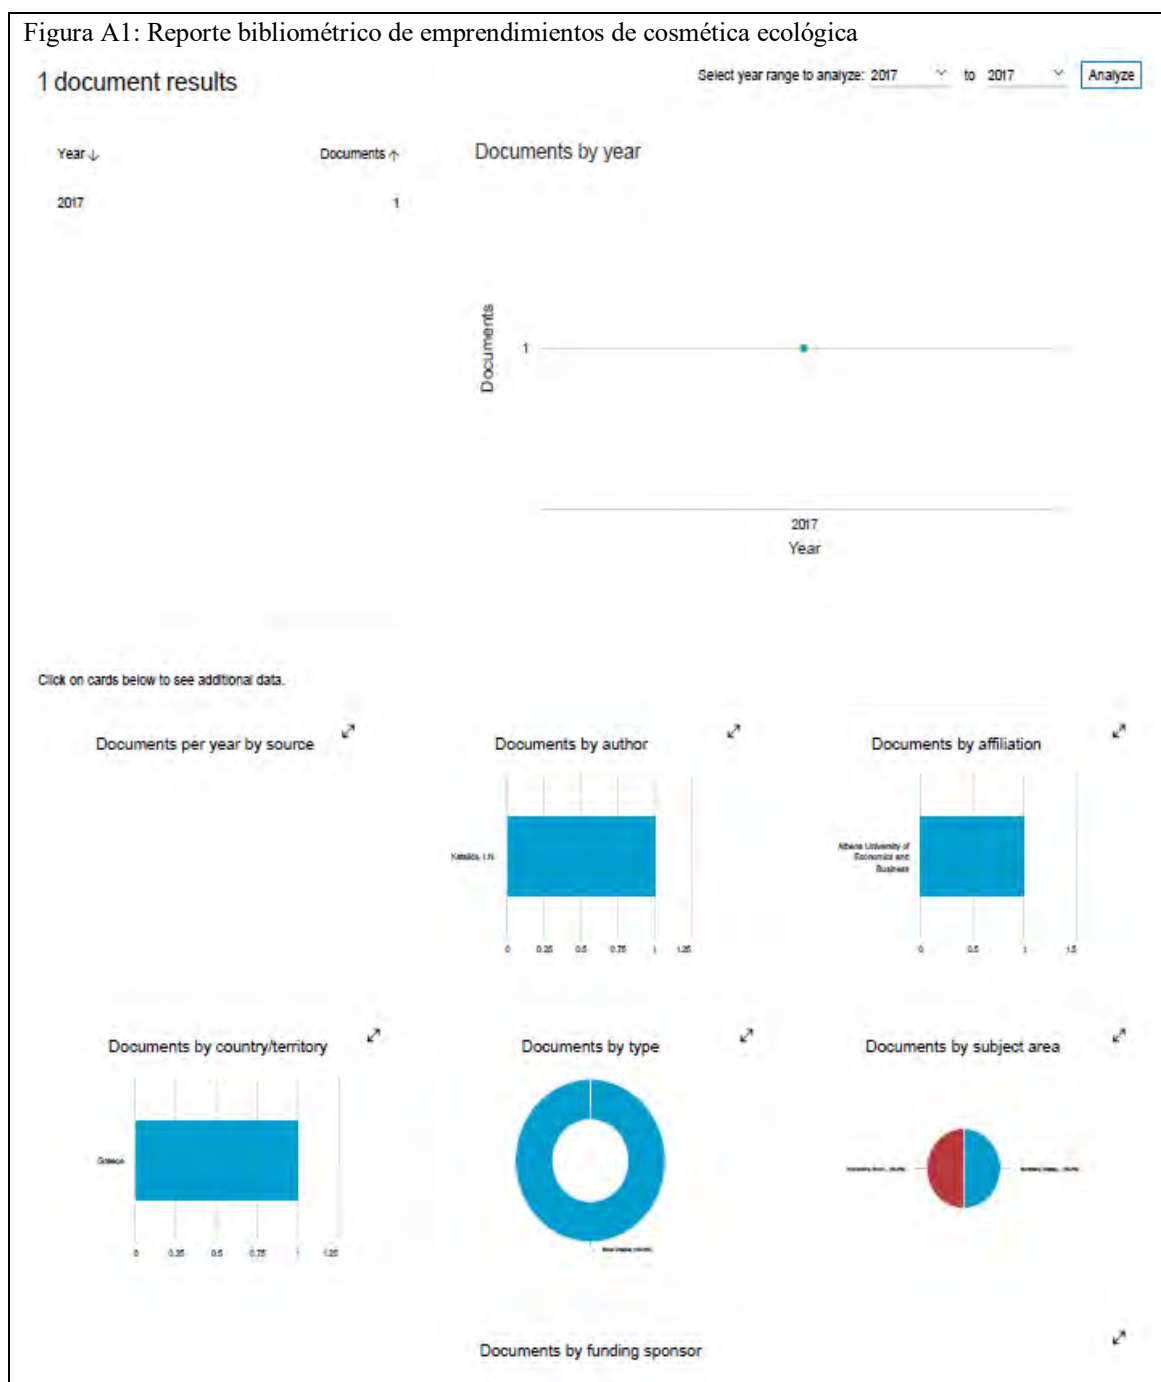 Figura A1: Reporte bibliométrico de emprendimientos de cosmética ecológica
1 document results
Select year range to analyze: 2017 to 2017 Analyze
Year Documents
2017 1
Documents by year
Documents
1
2017
Year
Click on cards below to see additional data.
Documents per year by source
Documents by author
0 0.25 0.5 0.75 1 1.25
Documents by affiliation
Athens University of
Economics and
Business
0 0.5 1 1.5
Documents by country/territory
Greece
0 0.25 0.5 0.75 1 1.25
Documents by type
Documents by subject area
Documents by funding sponsor